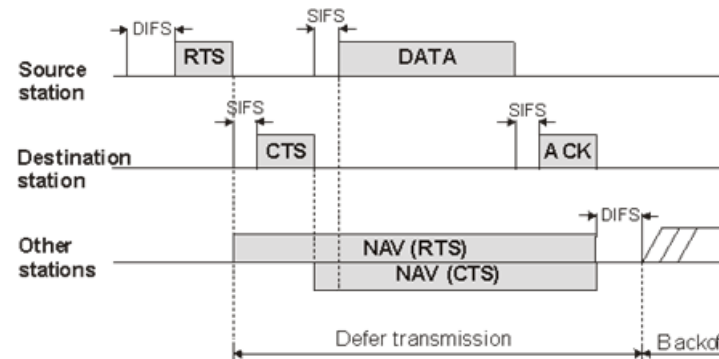 SIFS
DIFS
RTS
DATA
Source
station
SIFS
SIFS
CTS
ACK
Destination
station
DIFS
Other
stations
NAV (RTS)
NAV (CTS)
Defer transmission